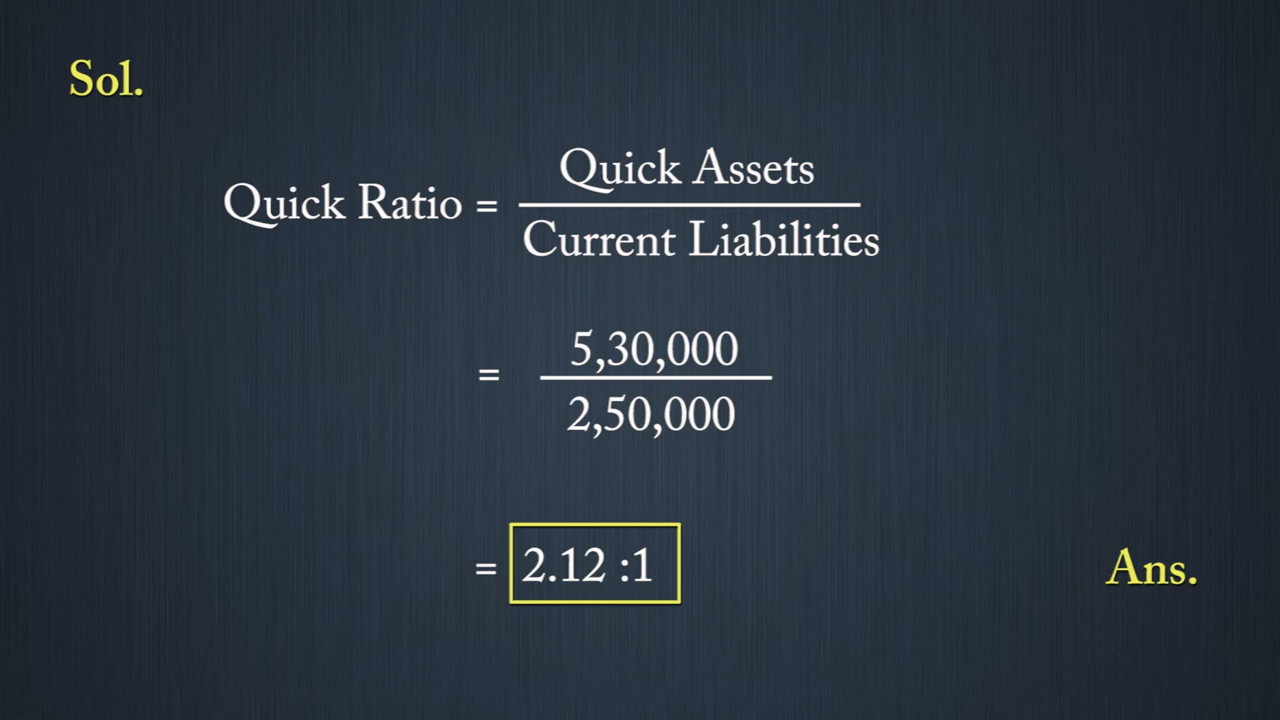 Sol.
Quick Assets
Quick Ratio =
Current Liabilities
5,30,000
=
2,50,000
= 2.12 :1 Ans.